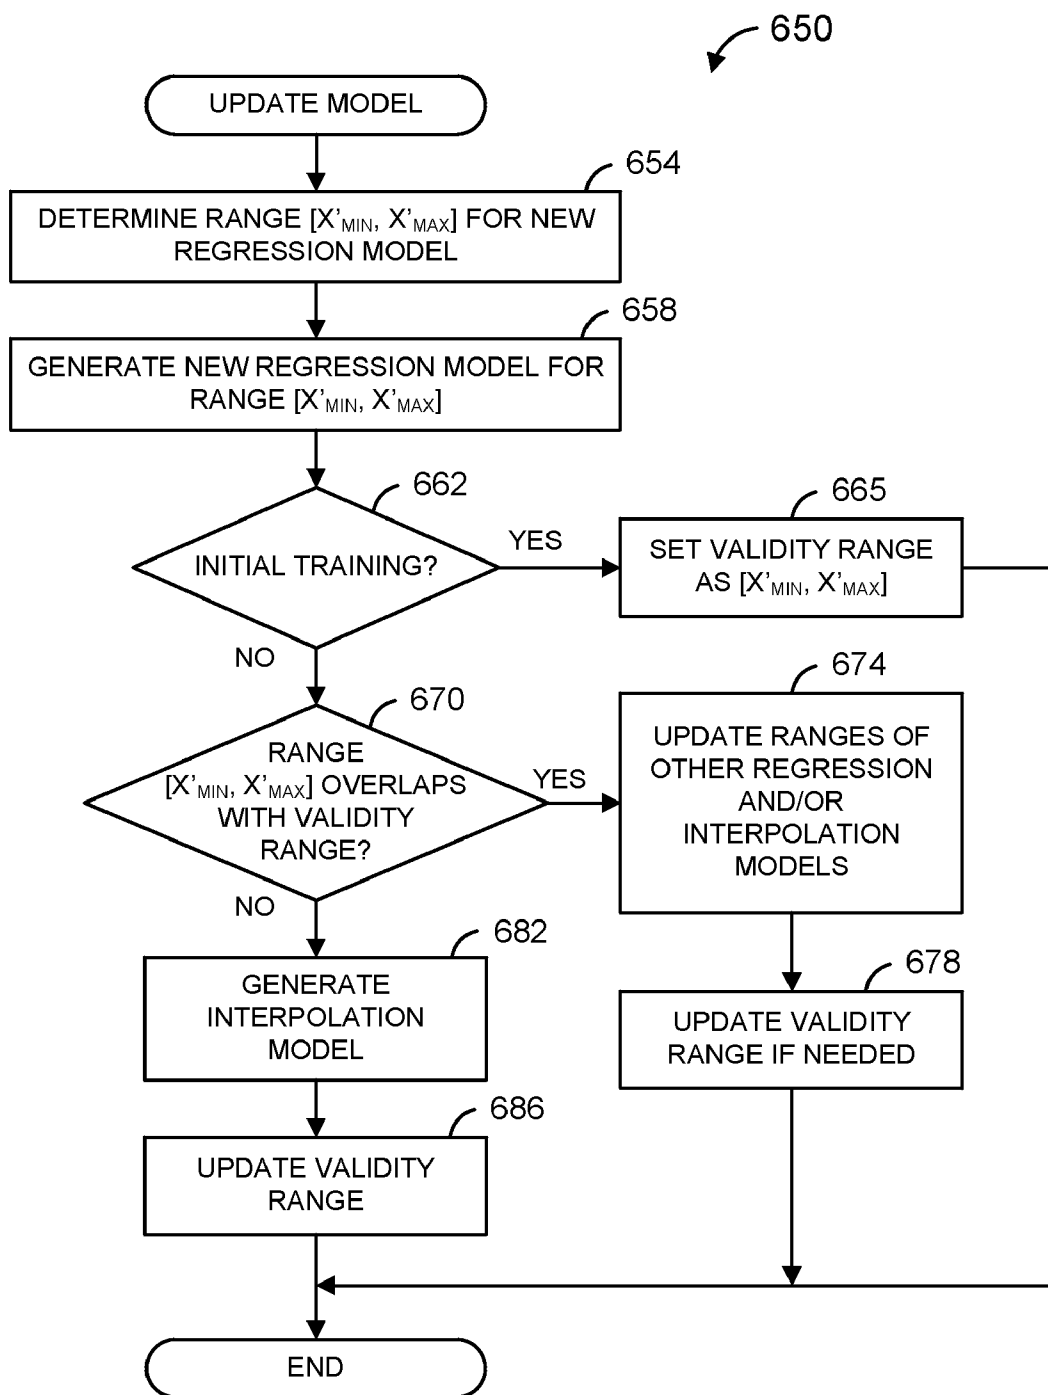 650
UPDATE MODEL
654
DETERMINE RANGE [X'MIN, X'MAX] FOR NEW
REGRESSION MODEL
658
GENERATE NEW REGRESSION MODEL FOR
RANGE [X'MIN, X'MAX]
662
INITIAL TRAINING?
YES
665
SET VALIDITY RANGE
AS [X'MIN, X'MAX]
NO
670
RANGE
[X'MIN, X'MAX] OVERLAPS
WITH VALIDITY
RANGE?
YES
674
UPDATE RANGES OF
OTHER REGRESSION
AND/OR
INTERPOLATION
MODELS
NO
682
GENERATE
INTERPOLATION
MODEL
678
UPDATE VALIDITY
RANGE IF NEEDED
686
UPDATE VALIDITY
RANGE
END